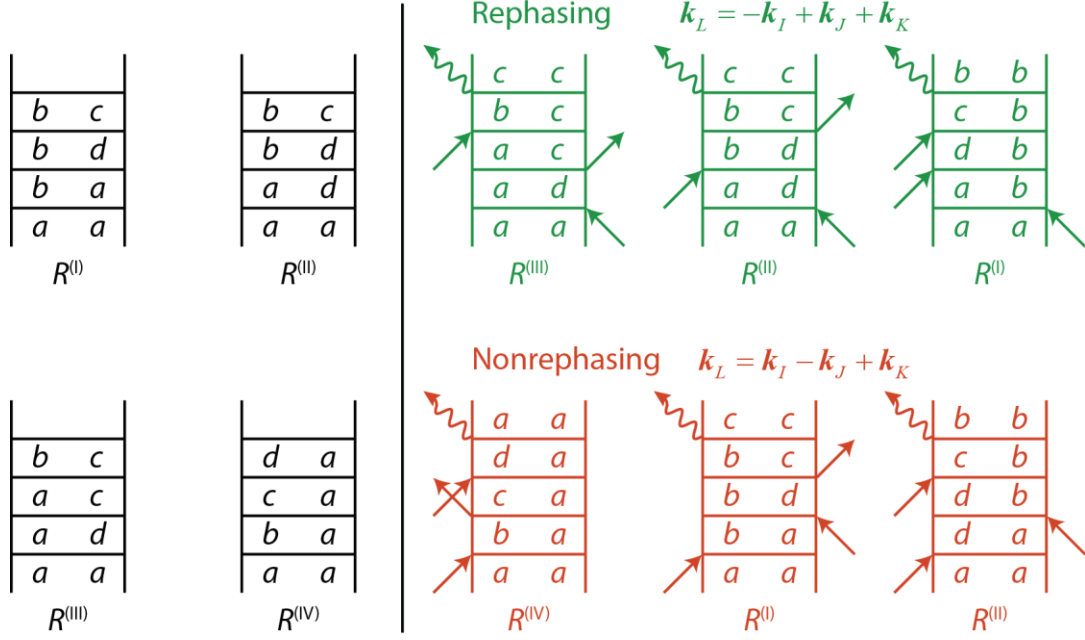 Rephasing k_L = −k_I + k_J + k_K
b c
b d
b a
a a
R^(I)
b c
b d
a d
a a
R^(II)
c c
b c
a c
a d
a a
R^(III)
c c
b c
b d
a d
a a
R^(II)
b b
c b
d b
a b
a a
R^(I)
Nonrephasing k_L = k_I − k_J + k_K
b c
a c
a d
a a
R^(III)
d a
c a
b a
a a
R^(IV)
a a
d a
c a
b a
a a
R^(IV)
c c
b c
b d
b a
a a
R^(I)
b b
c b
d b
d a
a a
R^(II)